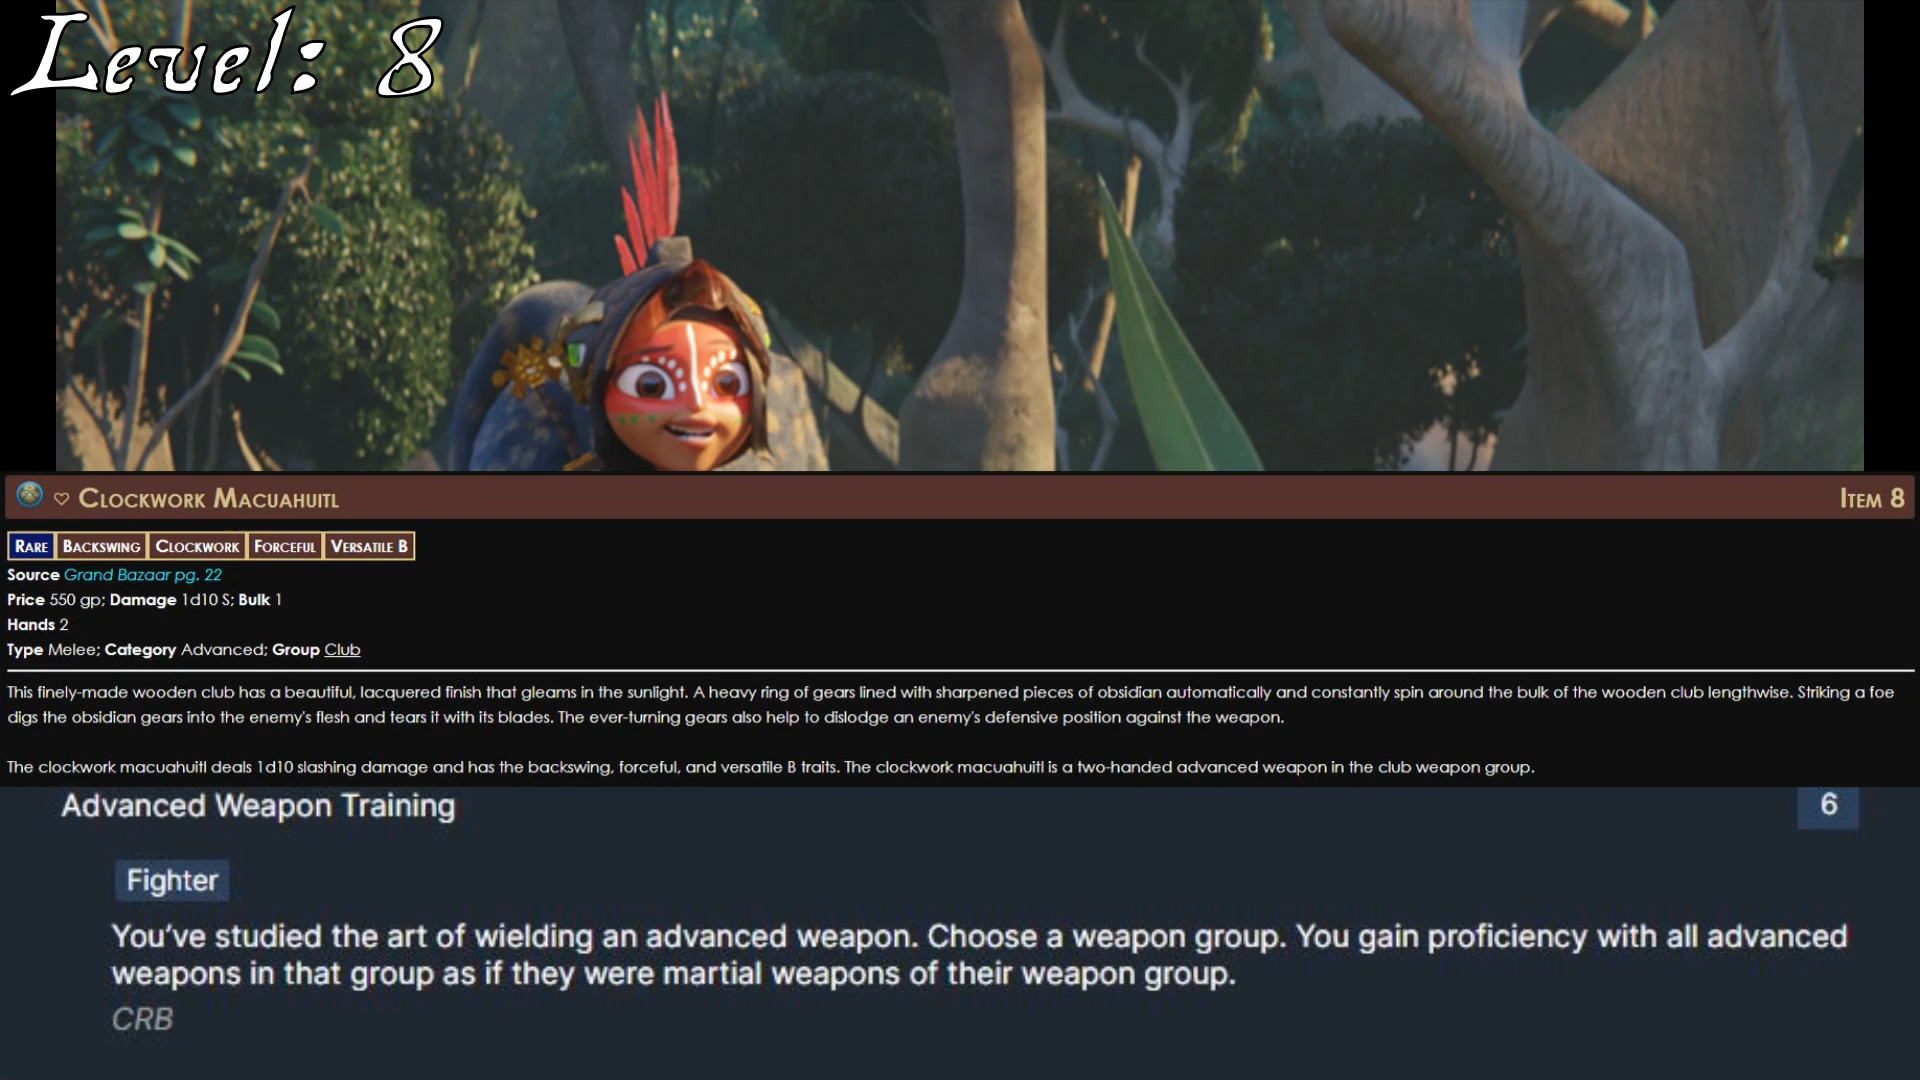 Level: 8
Clockwork Macuahuitl Item 8
Rare Backswing Clockwork Forceful Versatile B
Source Grand Bazaar pg. 22
Price 550 gp; Damage 1d10 S; Bulk 1
Hands 2
Type Melee; Category Advanced; Group Club
This finely-made wooden club has a beautiful, lacquered finish that gleams in the sunlight. A heavy ring of gears lined with sharpened pieces of obsidian automatically and constantly spin around the bulk of the wooden club lengthwise. Striking a foe
digs the obsidian gears into the enemy's flesh and tears it with its blades. The ever-turning gears also help to dislodge an enemy's defensive position against the weapon.
The clockwork macuahuitl deals 1d10 slashing damage and has the backswing, forceful, and versatile B traits. The clockwork macuahuitl is a two-handed advanced weapon in the club weapon group.
Advanced Weapon Training 6
Fighter
You've studied the art of wielding an advanced weapon. Choose a weapon group. You gain proficiency with all advanced
weapons in that group as if they were martial weapons of their weapon group.
CRB